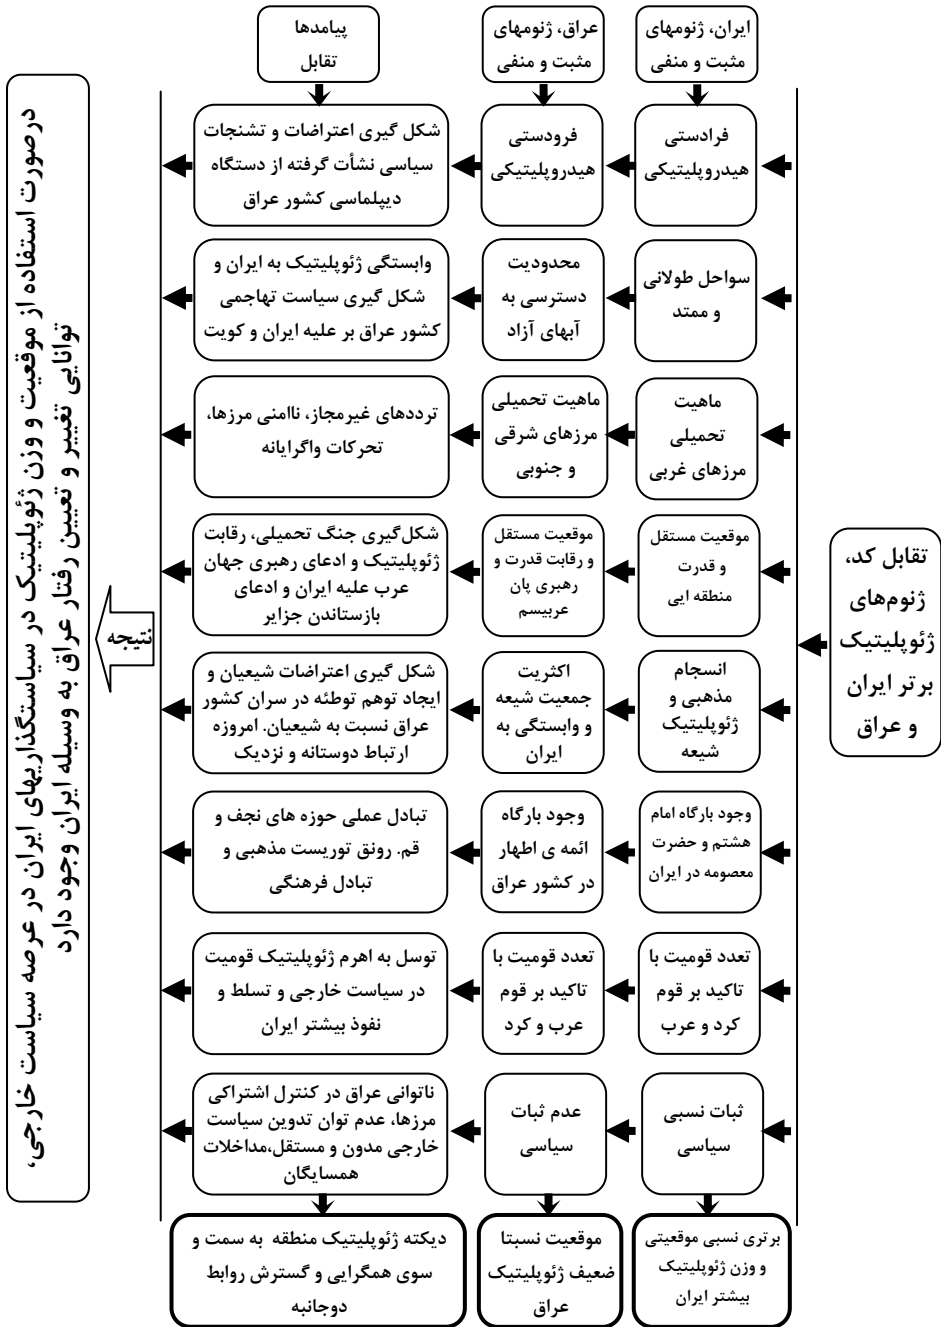 ایران، ژنومهای
مثبت و منفی
عراق، ژنومهای
مثبت و منفی
پیامدها
تقابل
فرادستی
هیدروپلیتیکی
فرودستی
هیدروپلیتیکی
شکل گیری اعتراضات و تشنجات
سیاسی نشأت گرفته از دستگاه
دیپلماسی کشور عراق
سواحل طولانی
و ممتد
محدودیت
دسترسی به
آبهای آزاد
وابستگی ژئوپلیتیک به ایران و
شکل گیری سیاست تهاجمی
کشور عراق بر علیه ایران و کویت
ماهیت
تحمیلی
مرزهای غربی
ماهیت تحمیلی
مرزهای شرقی
و جنوبی
ترددهای غیرمجاز، ناامنی مرزها،
تحرکات واگرایانه
موقعیت مستقل
و قدرت
منطقه ایی
موقعیت مستقل
و رقابت قدرت و
رهبری پان
عربیسم
شکل‌گیری جنگ تحمیلی، رقابت
ژئوپلیتیک و ادعای رهبری جهان
عرب علیه ایران و ادعای
بازستاندن جزایر
انسجام
مذهبی و
ژئوپلیتیک
شیعه
اکثریت
جمعیت شیعه
و وابستگی به
ایران
شکل گیری اعتراضات شیعیان و
ایجاد توهم توطئه در سران کشور
عراق نسبت به شیعیان. امروزه
ارتباط دوستانه و نزدیک
وجود بارگاه امام
هشتم و حضرت
معصومه در ایران
وجود بارگاه
ائمه ی اطهار
در کشور عراق
تبادل عملی حوزه های نجف و
قم. رونق توریست مذهبی و
تبادل فرهنگی
تعدد قومیت با
تاکید بر قوم
کرد و عرب
تعدد قومیت با
تاکید بر قوم
عرب و کرد
توسل به اهرم ژئوپلیتیک قومیت
در سیاست خارجی و تسلط و
نفوذ بیشتر ایران
ثبات نسبی
سیاسی
عدم ثبات
سیاسی
ناتوانی عراق در کنترل اشتراکی
مرزها، عدم توان تدوین سیاست
خارجی مدون و مستقل،مداخلات
همسایگان
برتری نسبی موقعیتی
و وزن ژئوپلیتیک
بیشتر ایران
موقعیت نسبتا
ضعیف ژئوپلیتیک
عراق
دیکته ژئوپلیتیک منطقه به سمت و
سوی همگرایی و گسترش روابط
دوجانبه
تقابل کد،
ژنوم‌های
ژئوپلیتیک
برتر ایران
و عراق
نتیجه
درصورت استفاده از موقعیت و وزن ژئوپلیتیک در سیاستگذاریهای ایران در عرصه سیاست خارجی،
توانایی تغییر و تعیین رفتار عراق به وسیله ایران وجود دارد